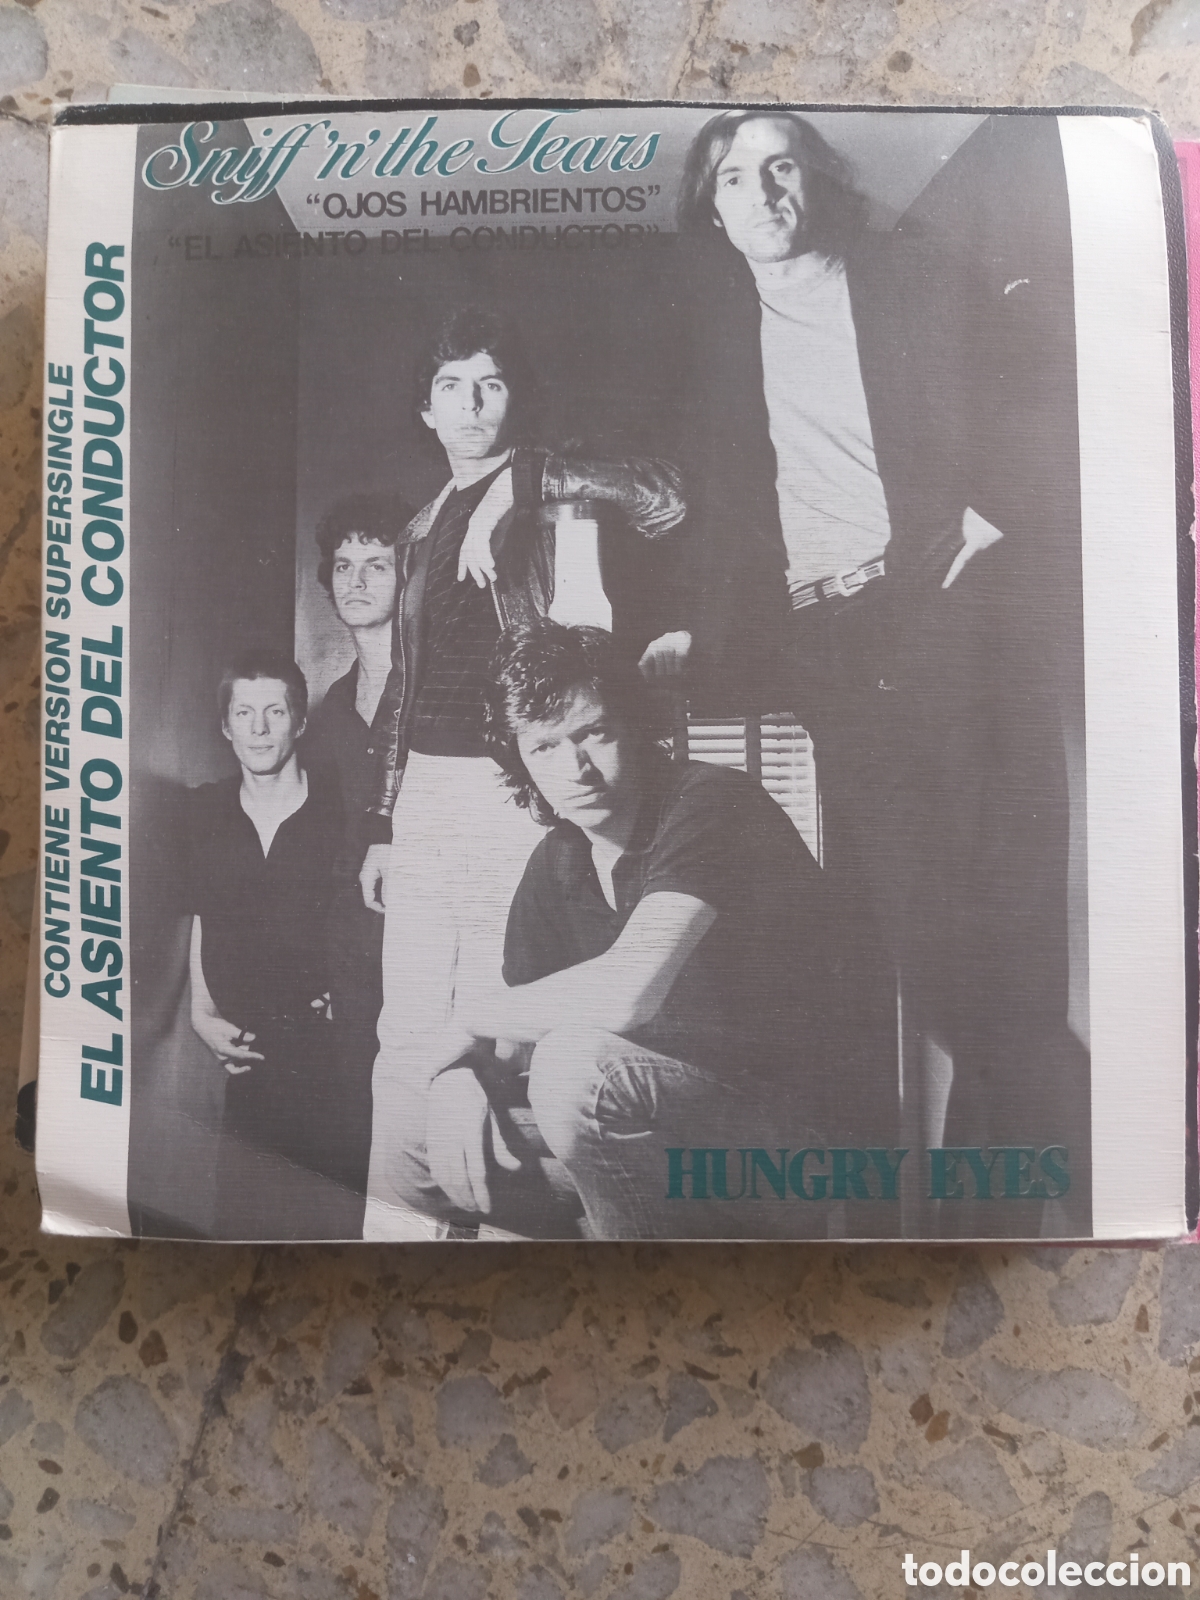 Sniff 'n' the Tears
"OJOS HAMBRIENTOS"
"EL ASIENTO DEL CONDUCTOR"
CONTIENE VERSION SUPERSINGLE
EL ASIENTO DEL CONDUCTOR
HUNGRY EYES
todocoleccion